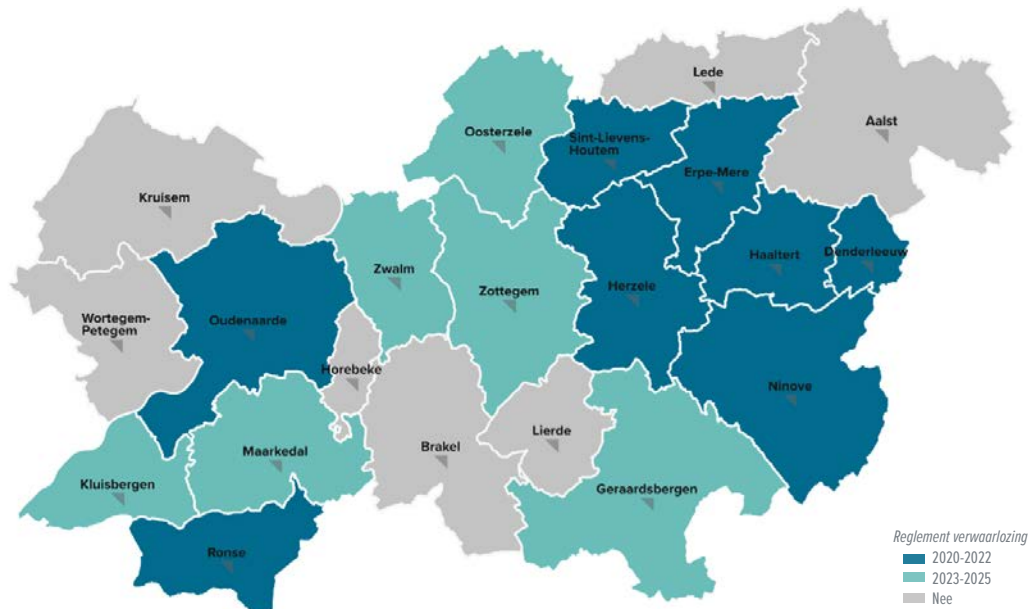 Lede
Aalst
Oosterzele
Sint-Lievens-
Houtem
Erpe-Mere
Kruisem
Zwalm
Zottegem
Herzele
Haaltert
Denderleeuw
Wortegem-
Petegem
Oudenaarde
Horebeke
Ninove
Lierde
Brakel
Maarkedal
Kluisbergen
Geraardsbergen
Ronse
Reglement verwaarlozing
2020-2022
2023-2025
Nee